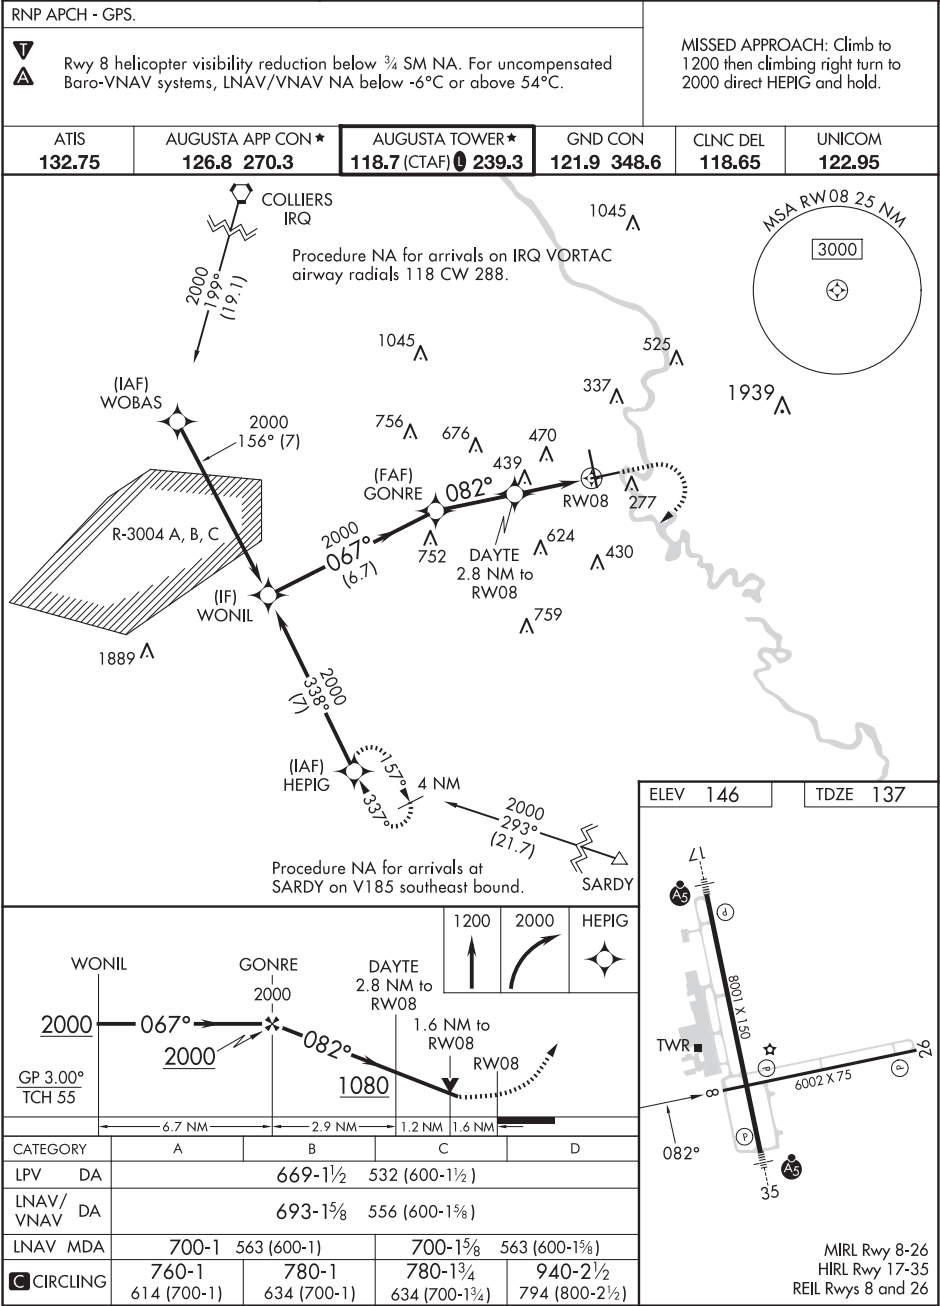 RNP APCH - GPS.
T
A
Rwy 8 helicopter visibility reduction below ¾ SM NA. For uncompensated
Baro-VNAV systems, LNAV/VNAV NA below -6°C or above 54°C.
MISSED APPROACH: Climb to
1200 then climbing right turn to
2000 direct HEPIG and hold.
ATIS
132.75
AUGUSTA APP CON★
126.8 270.3
AUGUSTA TOWER★
118.7 (CTAF) L 239.3
GND CON
121.9 348.6
CLNC DEL
118.65
UNICOM
122.95
COLLIERS
IRQ
Procedure NA for arrivals on IRQ VORTAC
airway radials 118 CW 288.
1045
MSA RW08 25 NM
3000
2000
199°
(19.1)
1045
525
337
1939
(IAF)
WOBAS
2000
156° (7)
756
676
470
439
(FAF)
GONRE
082°
RW08
277
R-3004 A, B, C
2000
067°
(6.7)
752
DAYTE
2.8 NM to
RW08
624
430
(IF)
WONIL
759
1889
2000
338°
(7)
(IAF)
HEPIG
157°
337°
4 NM
2000
293°
(21.7)
SARDY
Procedure NA for arrivals at
SARDY on V185 southeast bound.
ELEV 146
TDZE 137
17
A5
P
8001 X 150
TWR
P
26
P
8
6002 X 75
082°
P
A5
35
MIRL Rwy 8-26
HIRL Rwy 17-35
REIL Rwys 8 and 26
1200
2000
HEPIG
WONIL
GONRE
2000
DAYTE
2.8 NM to
RW08
1.6 NM to
RW08
RW08
2000
067°
2000
082°
1080
GP 3.00°
TCH 55
6.7 NM
2.9 NM
1.2 NM
1.6 NM
CATEGORY A B C D
LPV DA 669-1½ 532 (600-1½)
LNAV/
VNAV DA 693-1⅝ 556 (600-1⅝)
LNAV MDA 700-1 563 (600-1) 700-1⅝ 563 (600-1⅝)
C CIRCLING 760-1 780-1 780-1¾ 940-2½
614 (700-1) 634 (700-1) 634 (700-1¾) 794 (800-2½)